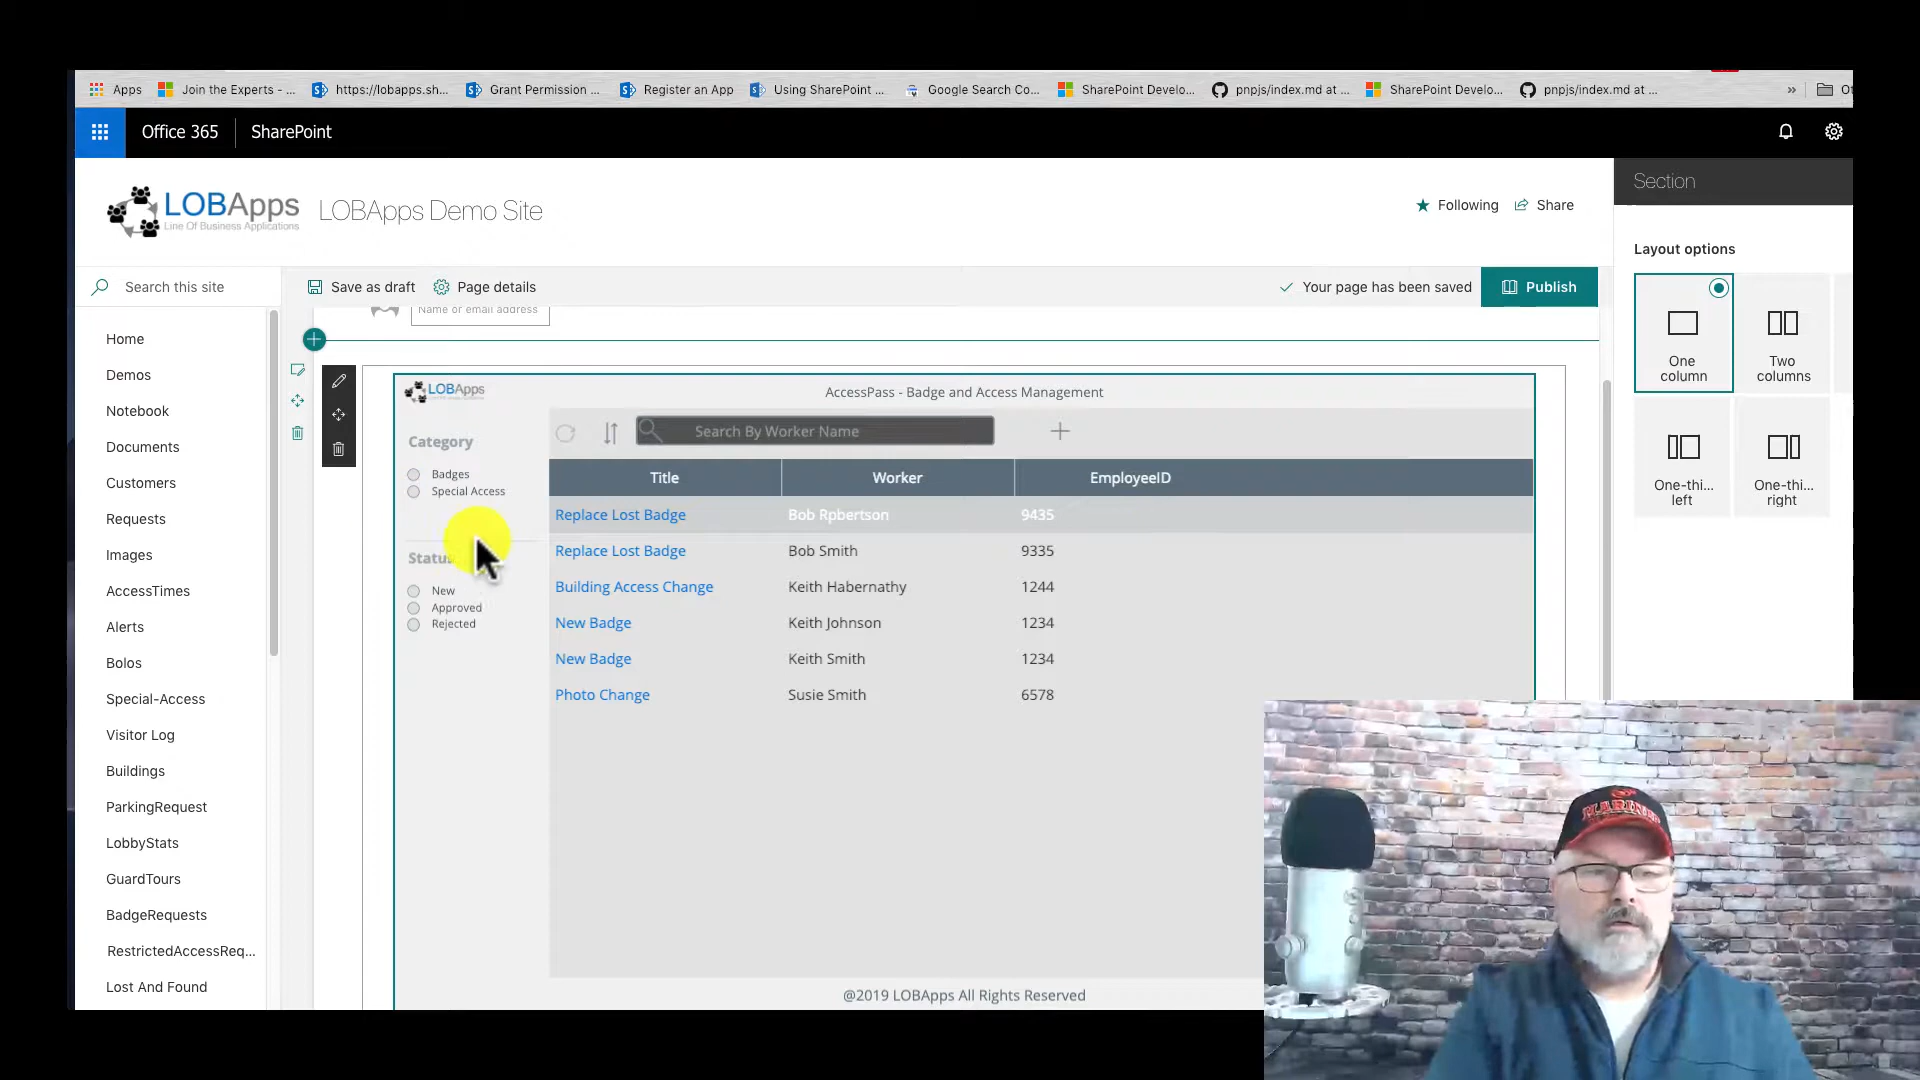 Apps
Join the Experts - ...
https://lobapps.sh...
Grant Permission ...
Register an App
Using SharePoint ...
Google Search Co...
SharePoint Develo...
pnpjs/index.md at ...
SharePoint Develo...
pnpjs/index.md at ...
»
Office 365
SharePoint
LOBApps
Line Of Business Applications
LOBApps Demo Site
Following
Share
Section
Layout options
One column
Two columns
One-thi... left
One-thi... right
Search this site
Save as draft
Page details
Your page has been saved
Publish
Name or email address
Home
Demos
Notebook
Documents
Customers
Requests
Images
AccessTimes
Alerts
Bolos
Special-Access
Visitor Log
Buildings
ParkingRequest
LobbyStats
GuardTours
BadgeRequests
RestrictedAccessReq...
Lost And Found
LOBApps
AccessPass - Badge and Access Management
Search By Worker Name
Category
Badges
Special Access
Status
New
Approved
Rejected
Title Worker EmployeeID
Replace Lost Badge Bob Rpbertson 9435
Replace Lost Badge Bob Smith 9335
Building Access Change Keith Habernathy 1244
New Badge Keith Johnson 1234
New Badge Keith Smith 1234
Photo Change Susie Smith 6578
@2019 LOBApps All Rights Reserved
MARINES